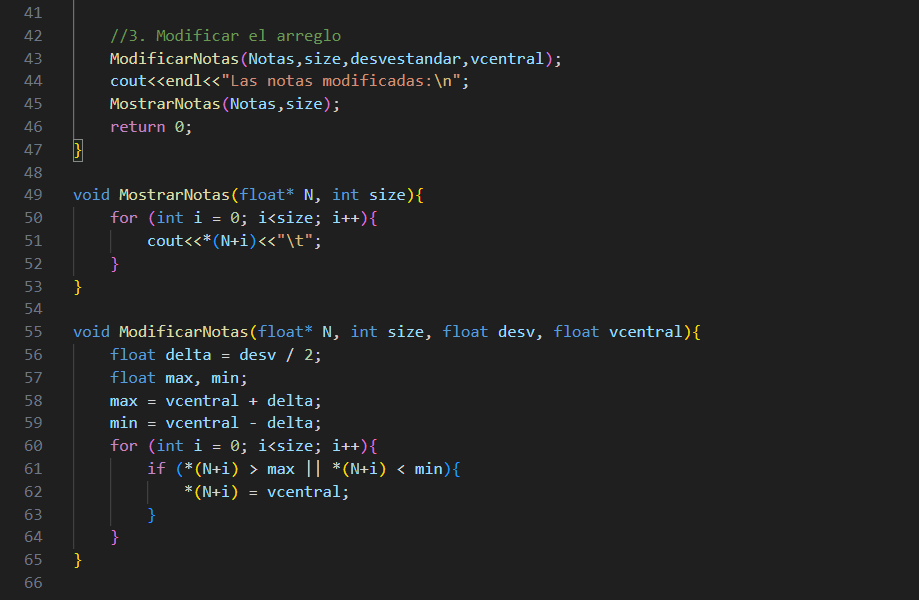 41
42 //3. Modificar el arreglo
43 ModificarNotas(Notas,size,desvestandar,vcentral);
44 cout<<endl<<"Las notas modificadas:\n";
45 MostrarNotas(Notas,size);
46 return 0;
47 }
48
49 void MostrarNotas(float* N, int size){
50 for (int i = 0; i<size; i++){
51 cout<<*(N+i)<<"\t";
52 }
53 }
54
55 void ModificarNotas(float* N, int size, float desv, float vcentral){
56 float delta = desv / 2;
57 float max, min;
58 max = vcentral + delta;
59 min = vcentral - delta;
60 for (int i = 0; i<size; i++){
61 if (*(N+i) > max || *(N+i) < min){
62 *(N+i) = vcentral;
63 }
64 }
65 }
66